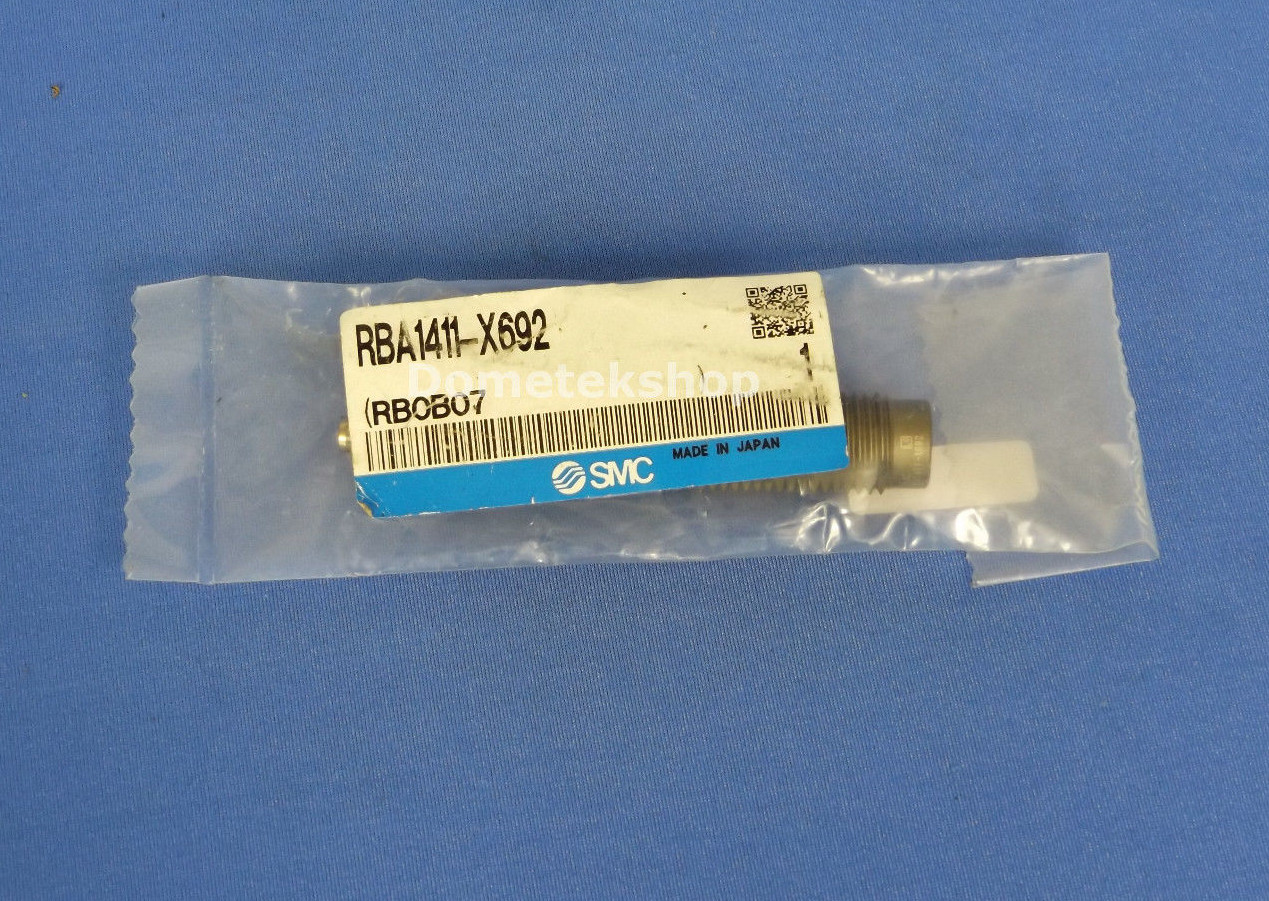 RBA1411-X692
1
Dometekshop
(RB0B07
SMC MADE IN JAPAN